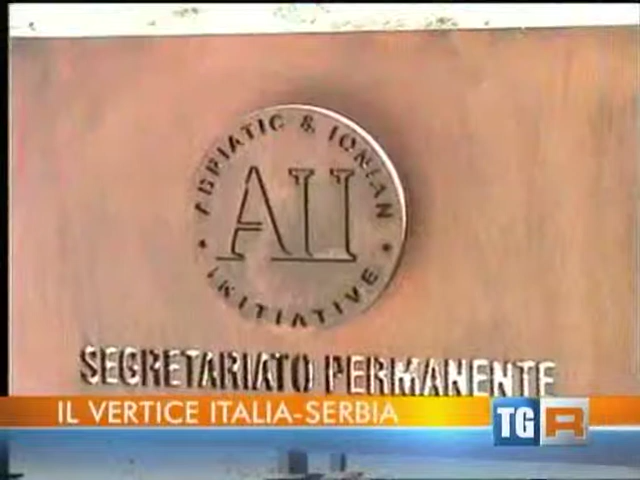 ADRIATIC & IONIAN
AII
INITIATIVE
SEGRETARIATO PERMANENTE
IL VERTICE ITALIA-SERBIA
TGR